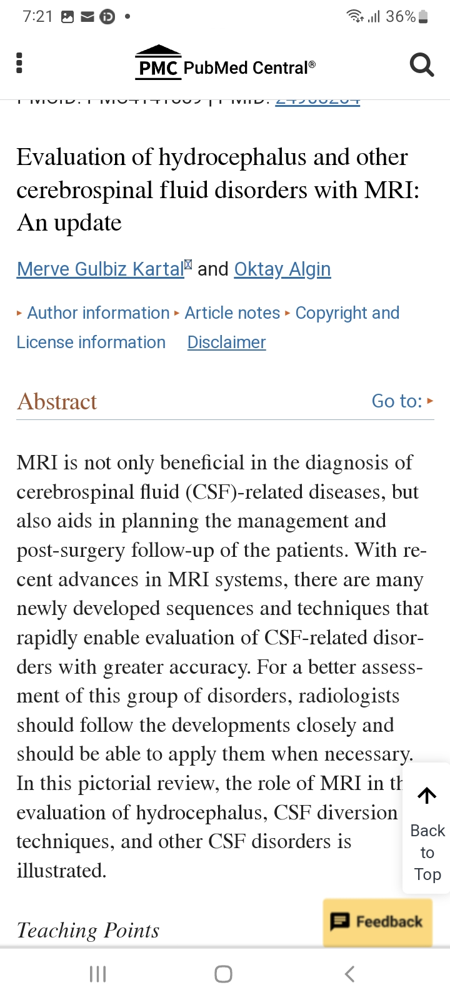 7:21 36%
PMC PubMed Central®
Evaluation of hydrocephalus and other
cerebrospinal fluid disorders with MRI:
An update
Merve Gulbiz Kartal and Oktay Algin
Author information Article notes Copyright and
License information Disclaimer
Abstract Go to:
MRI is not only beneficial in the diagnosis of
cerebrospinal fluid (CSF)-related diseases, but
also aids in planning the management and
post-surgery follow-up of the patients. With re-
cent advances in MRI systems, there are many
newly developed sequences and techniques that
rapidly enable evaluation of CSF-related disor-
ders with greater accuracy. For a better assess-
ment of this group of disorders, radiologists
should follow the developments closely and
should be able to apply them when necessary.
In this pictorial review, the role of MRI in th
evaluation of hydrocephalus, CSF diversion
techniques, and other CSF disorders is
illustrated.
Back
to
Top
Teaching Points
Feedback